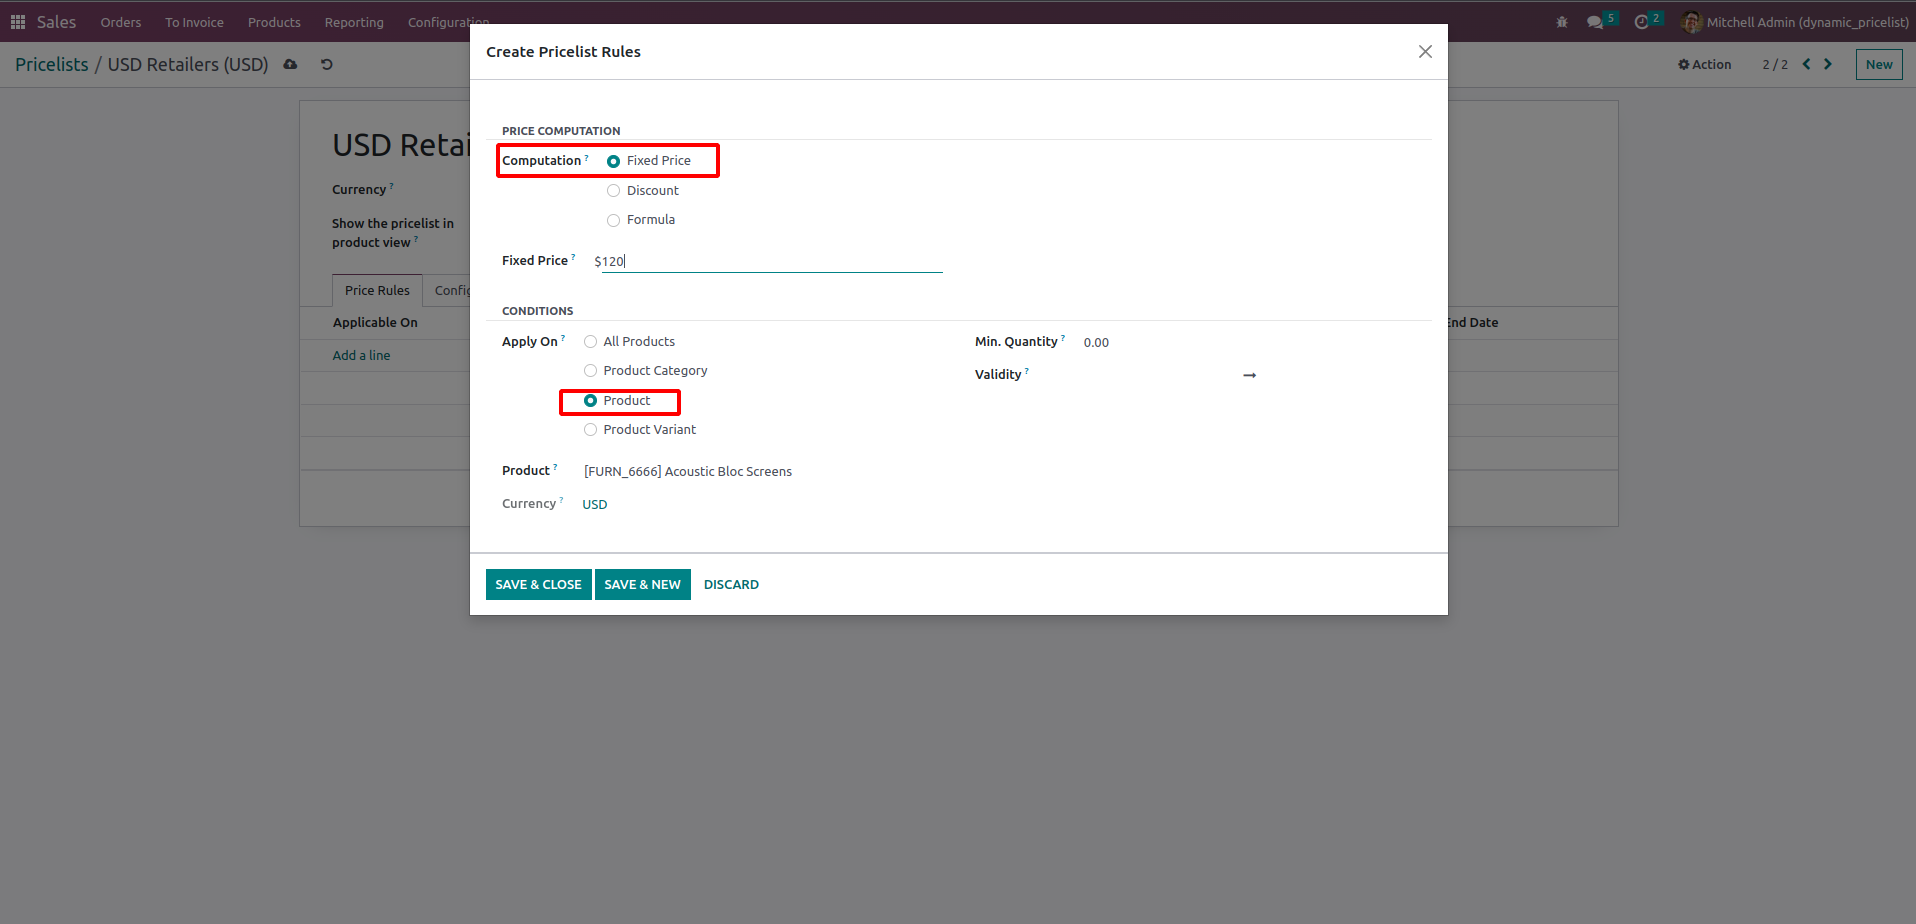 Sales Orders To Invoice Products Reporting Configuration 5 2 Mitchell Admin (dynamic_pricelist)
Pricelists / USD Retailers (USD) Action 2 / 2 New
Create Pricelist Rules
USD Retai
Currency ?
Show the pricelist in
product view ?
Price Rules Config
Applicable On End Date
Add a line
PRICE COMPUTATION
Computation ? Fixed Price
Discount
Formula
Fixed Price ? $120
CONDITIONS
Apply On ? All Products
Product Category
Product
Product Variant
Min. Quantity ? 0.00
Validity ?
Product ? [FURN_6666] Acoustic Bloc Screens
Currency ? USD
SAVE & CLOSE SAVE & NEW DISCARD